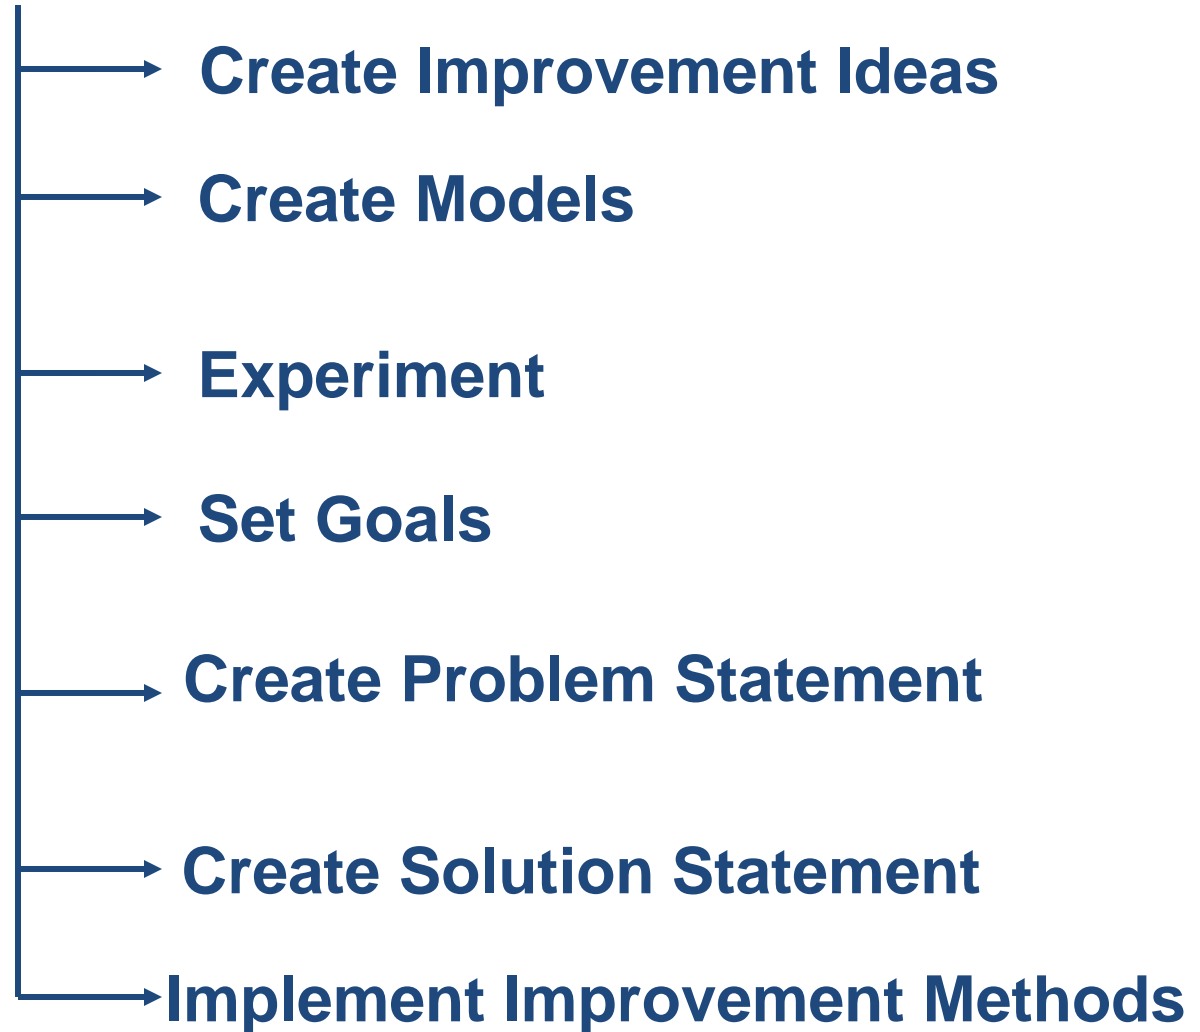 Create Improvement Ideas
Create Models
Experiment
Set Goals
Create Problem Statement
Create Solution Statement
Implement Improvement Methods